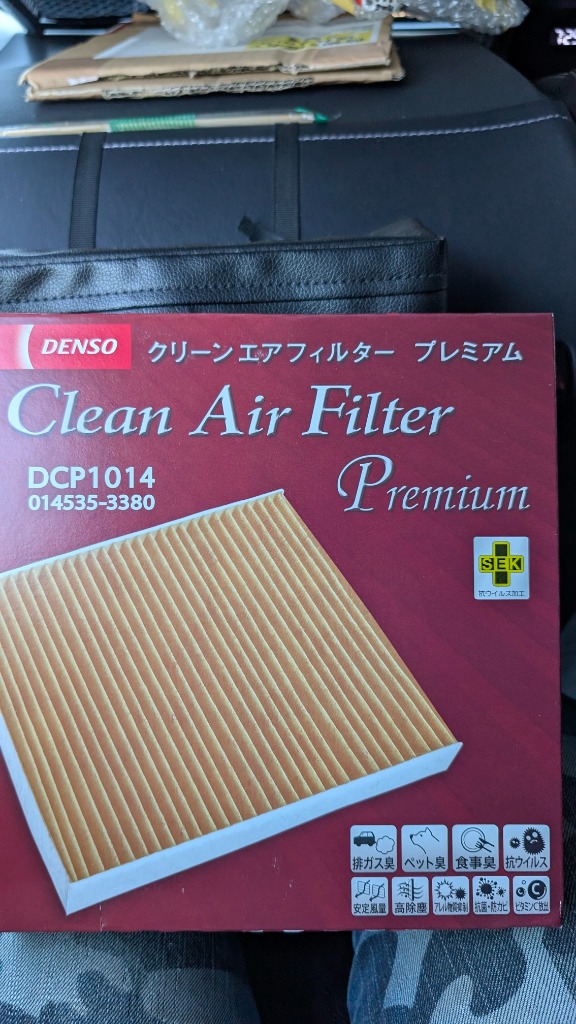 DENSO クリーンエアフィルター プレミアム
Clean Air Filter
Premium
DCP1014
014535-3380
SEK
抗ウイルス加工
排ガス臭 ペット臭 食事臭 抗ウイルス
安定風量 高除塵 アレル物質抑制 抗菌・防カビ ビタミンC放出